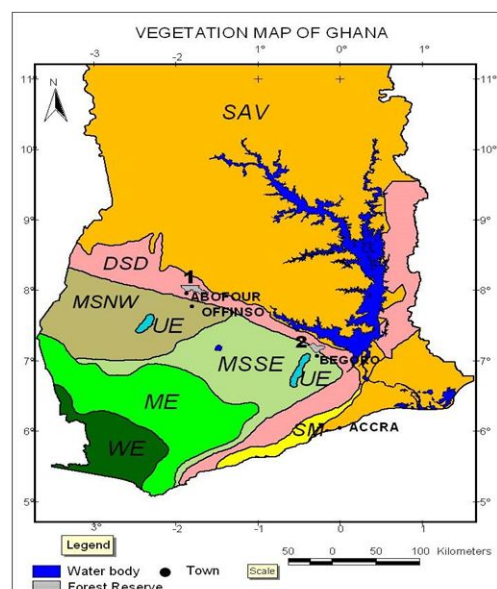 VEGETATION MAP OF GHANA
-3 -2 -1 0° 1°
11° 11°
N
SAV
10° 10°
9° 9°
DSD
1
8° 8°
ABOFOUR
MSNW
OFFINSO
UE
2
7° 7°
MSSE
BEGORO
UE
ME
6° SM ACCRA 6°
WE
5° 5°
3° -2 -1 0° 1°
Legend
50 0 50 100 Kilometers
Water body Town Scale
Forest Reserve